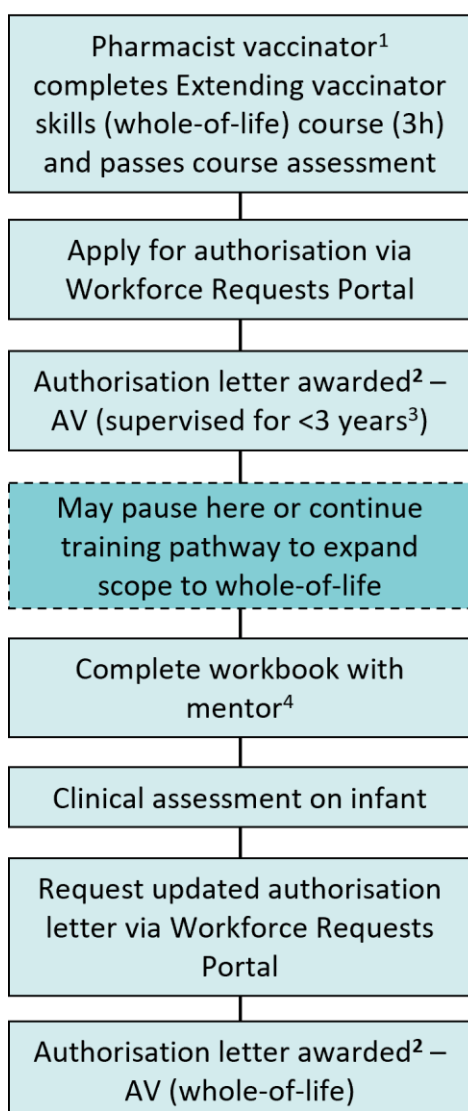 Pharmacist vaccinator¹
completes Extending vaccinator
skills (whole-of-life) course (3h)
and passes course assessment
Apply for authorisation via
Workforce Requests Portal
Authorisation letter awarded² –
AV (supervised for <3 years³)
May pause here or continue
training pathway to expand
scope to whole-of-life
Complete workbook with
mentor⁴
Clinical assessment on infant
Request updated authorisation
letter via Workforce Requests
Portal
Authorisation letter awarded² –
AV (whole-of-life)